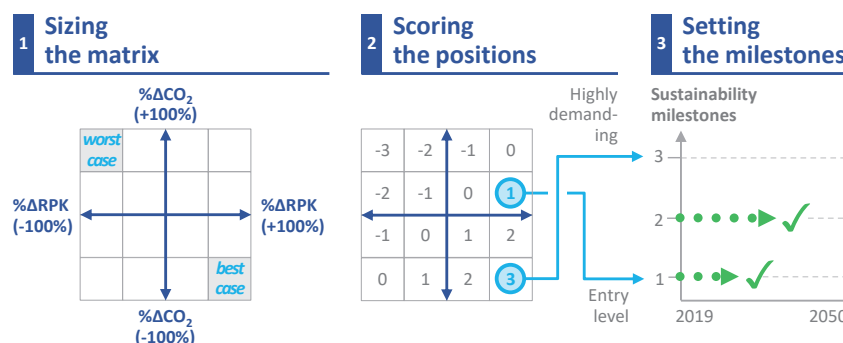 1
Sizing
the matrix
%ΔCO₂
(+100%)
worst
case
%ΔRPK
(-100%)
%ΔRPK
(+100%)
best
case
%ΔCO₂
(-100%)
2
Scoring
the positions
Highly
demand-
ing
-3 -2 -1 0
-2 -1 0 1
-1 0 1 2
0 1 2 3
Entry
level
3
Setting
the milestones
Sustainability
milestones
3
2
1
2019 2050